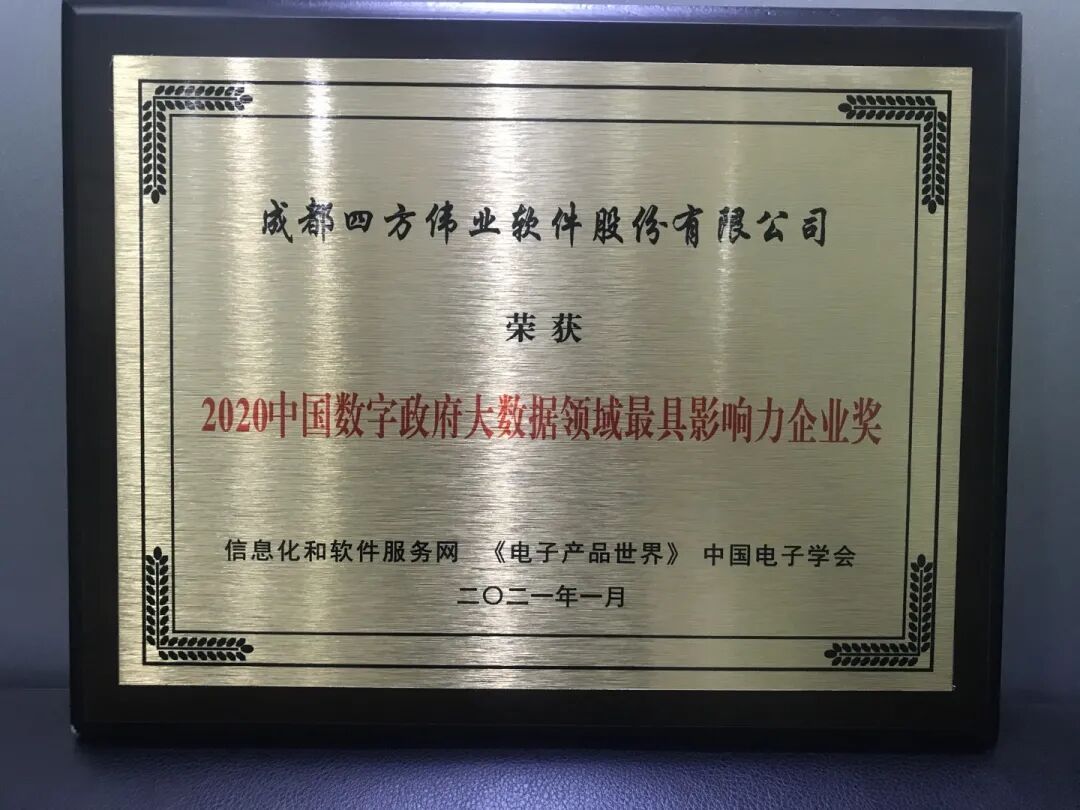 成都四方伟业软件股份有限公司
荣获
2020中国数字政府大数据领域最具影响力企业奖
信息化和软件服务网 《电子产品世界》 中国电子学会
二〇二一年一月